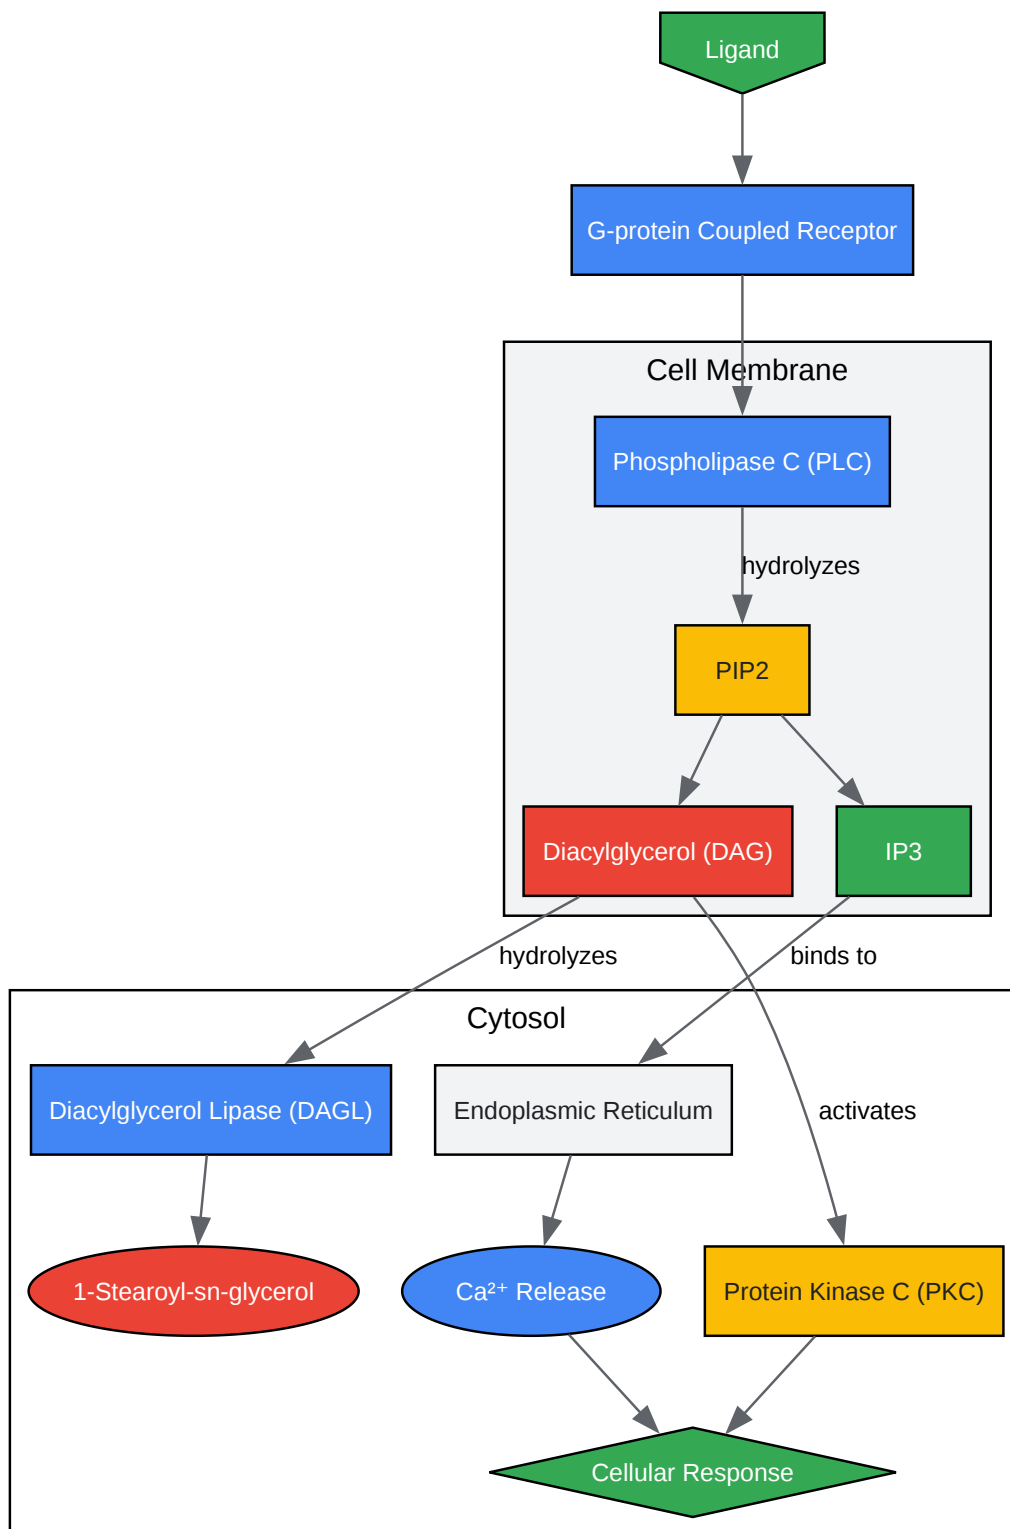 Ligand
G-protein Coupled Receptor
Cell Membrane
Phospholipase C (PLC)
hydrolyzes
PIP2
Diacylglycerol (DAG)
IP3
hydrolyzes
binds to
Cytosol
Diacylglycerol Lipase (DAGL)
Endoplasmic Reticulum
activates
1-Stearoyl-sn-glycerol
Ca²⁺ Release
Protein Kinase C (PKC)
Cellular Response